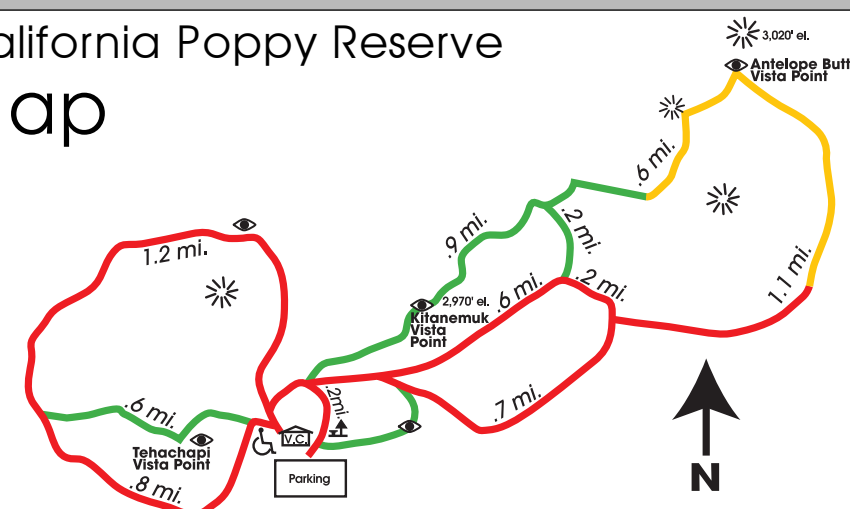 alifornia Poppy Reserve
ap
3,020' el.
Antelope Butt
Vista Point
.6 mi.
.9 mi.
.2 mi.
1.2 mi.
1.1 mi.
2,970' el.
.6 mi.
.2 mi.
Kitanemuk
Vista
Point
.2mi.
.7 mi.
.6 mi.
V.C.
Tehachapi
Vista Point
.8 mi.
Parking
N